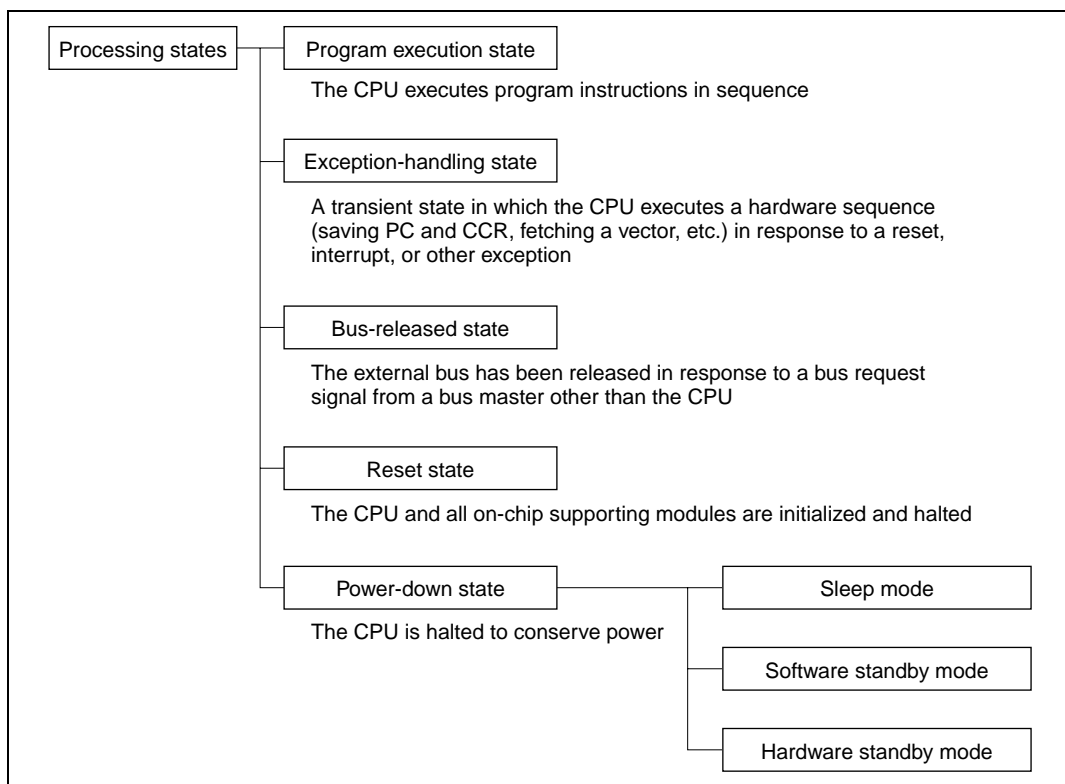 Processing states
Program execution state
The CPU executes program instructions in sequence
Exception-handling state
A transient state in which the CPU executes a hardware sequence
(saving PC and CCR, fetching a vector, etc.) in response to a reset,
interrupt, or other exception
Bus-released state
The external bus has been released in response to a bus request
signal from a bus master other than the CPU
Reset state
The CPU and all on-chip supporting modules are initialized and halted
Power-down state
Sleep mode
The CPU is halted to conserve power
Software standby mode
Hardware standby mode